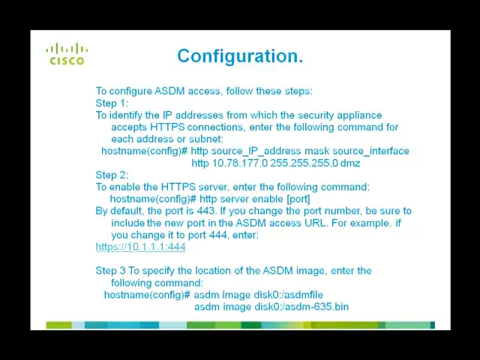 CISCO
Configuration.
To configure ASDM access, follow these steps:
Step 1:
To identify the IP addresses from which the security appliance
accepts HTTPS connections, enter the following command for
each address or subnet:
hostname(config)# http source_IP_address mask source_interface
http 10.78.177.0 255.255.255.0 dmz
Step 2:
To enable the HTTPS server, enter the following command:
hostname(config)# http server enable [port]
By default, the port is 443. If you change the port number, be sure to
include the new port in the ASDM access URL. For example, if
you change it to port 444, enter:
https://10.1.1.1:444
Step 3 To specify the location of the ASDM image, enter the
following command:
hostname(config)# asdm image disk0:/asdmfile
asdm image disk0:/asdm-635.bin